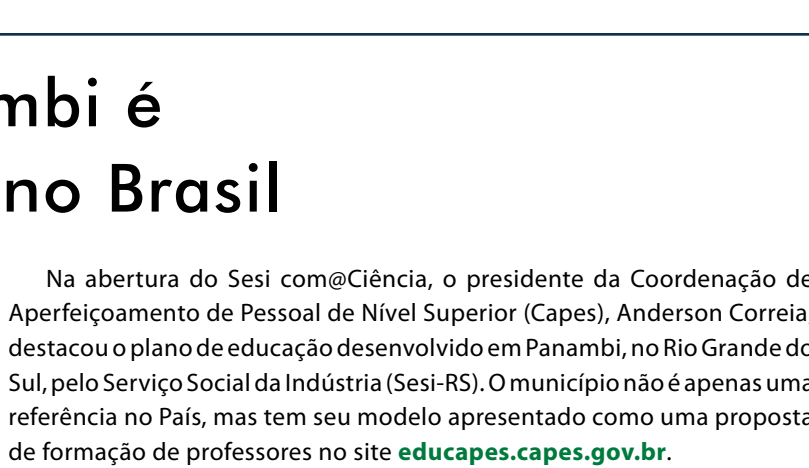 mbi é
no Brasil
Na abertura do Sesi com@Ciência, o presidente da Coordenação de
Aperfeiçoamento de Pessoal de Nível Superior (Capes), Anderson Correia,
destacou o plano de educação desenvolvido em Panambi, no Rio Grande do
Sul, pelo Serviço Social da Indústria (Sesi-RS). O município não é apenas uma
referência no País, mas tem seu modelo apresentado como uma proposta
de formação de professores no site educapes.capes.gov.br.